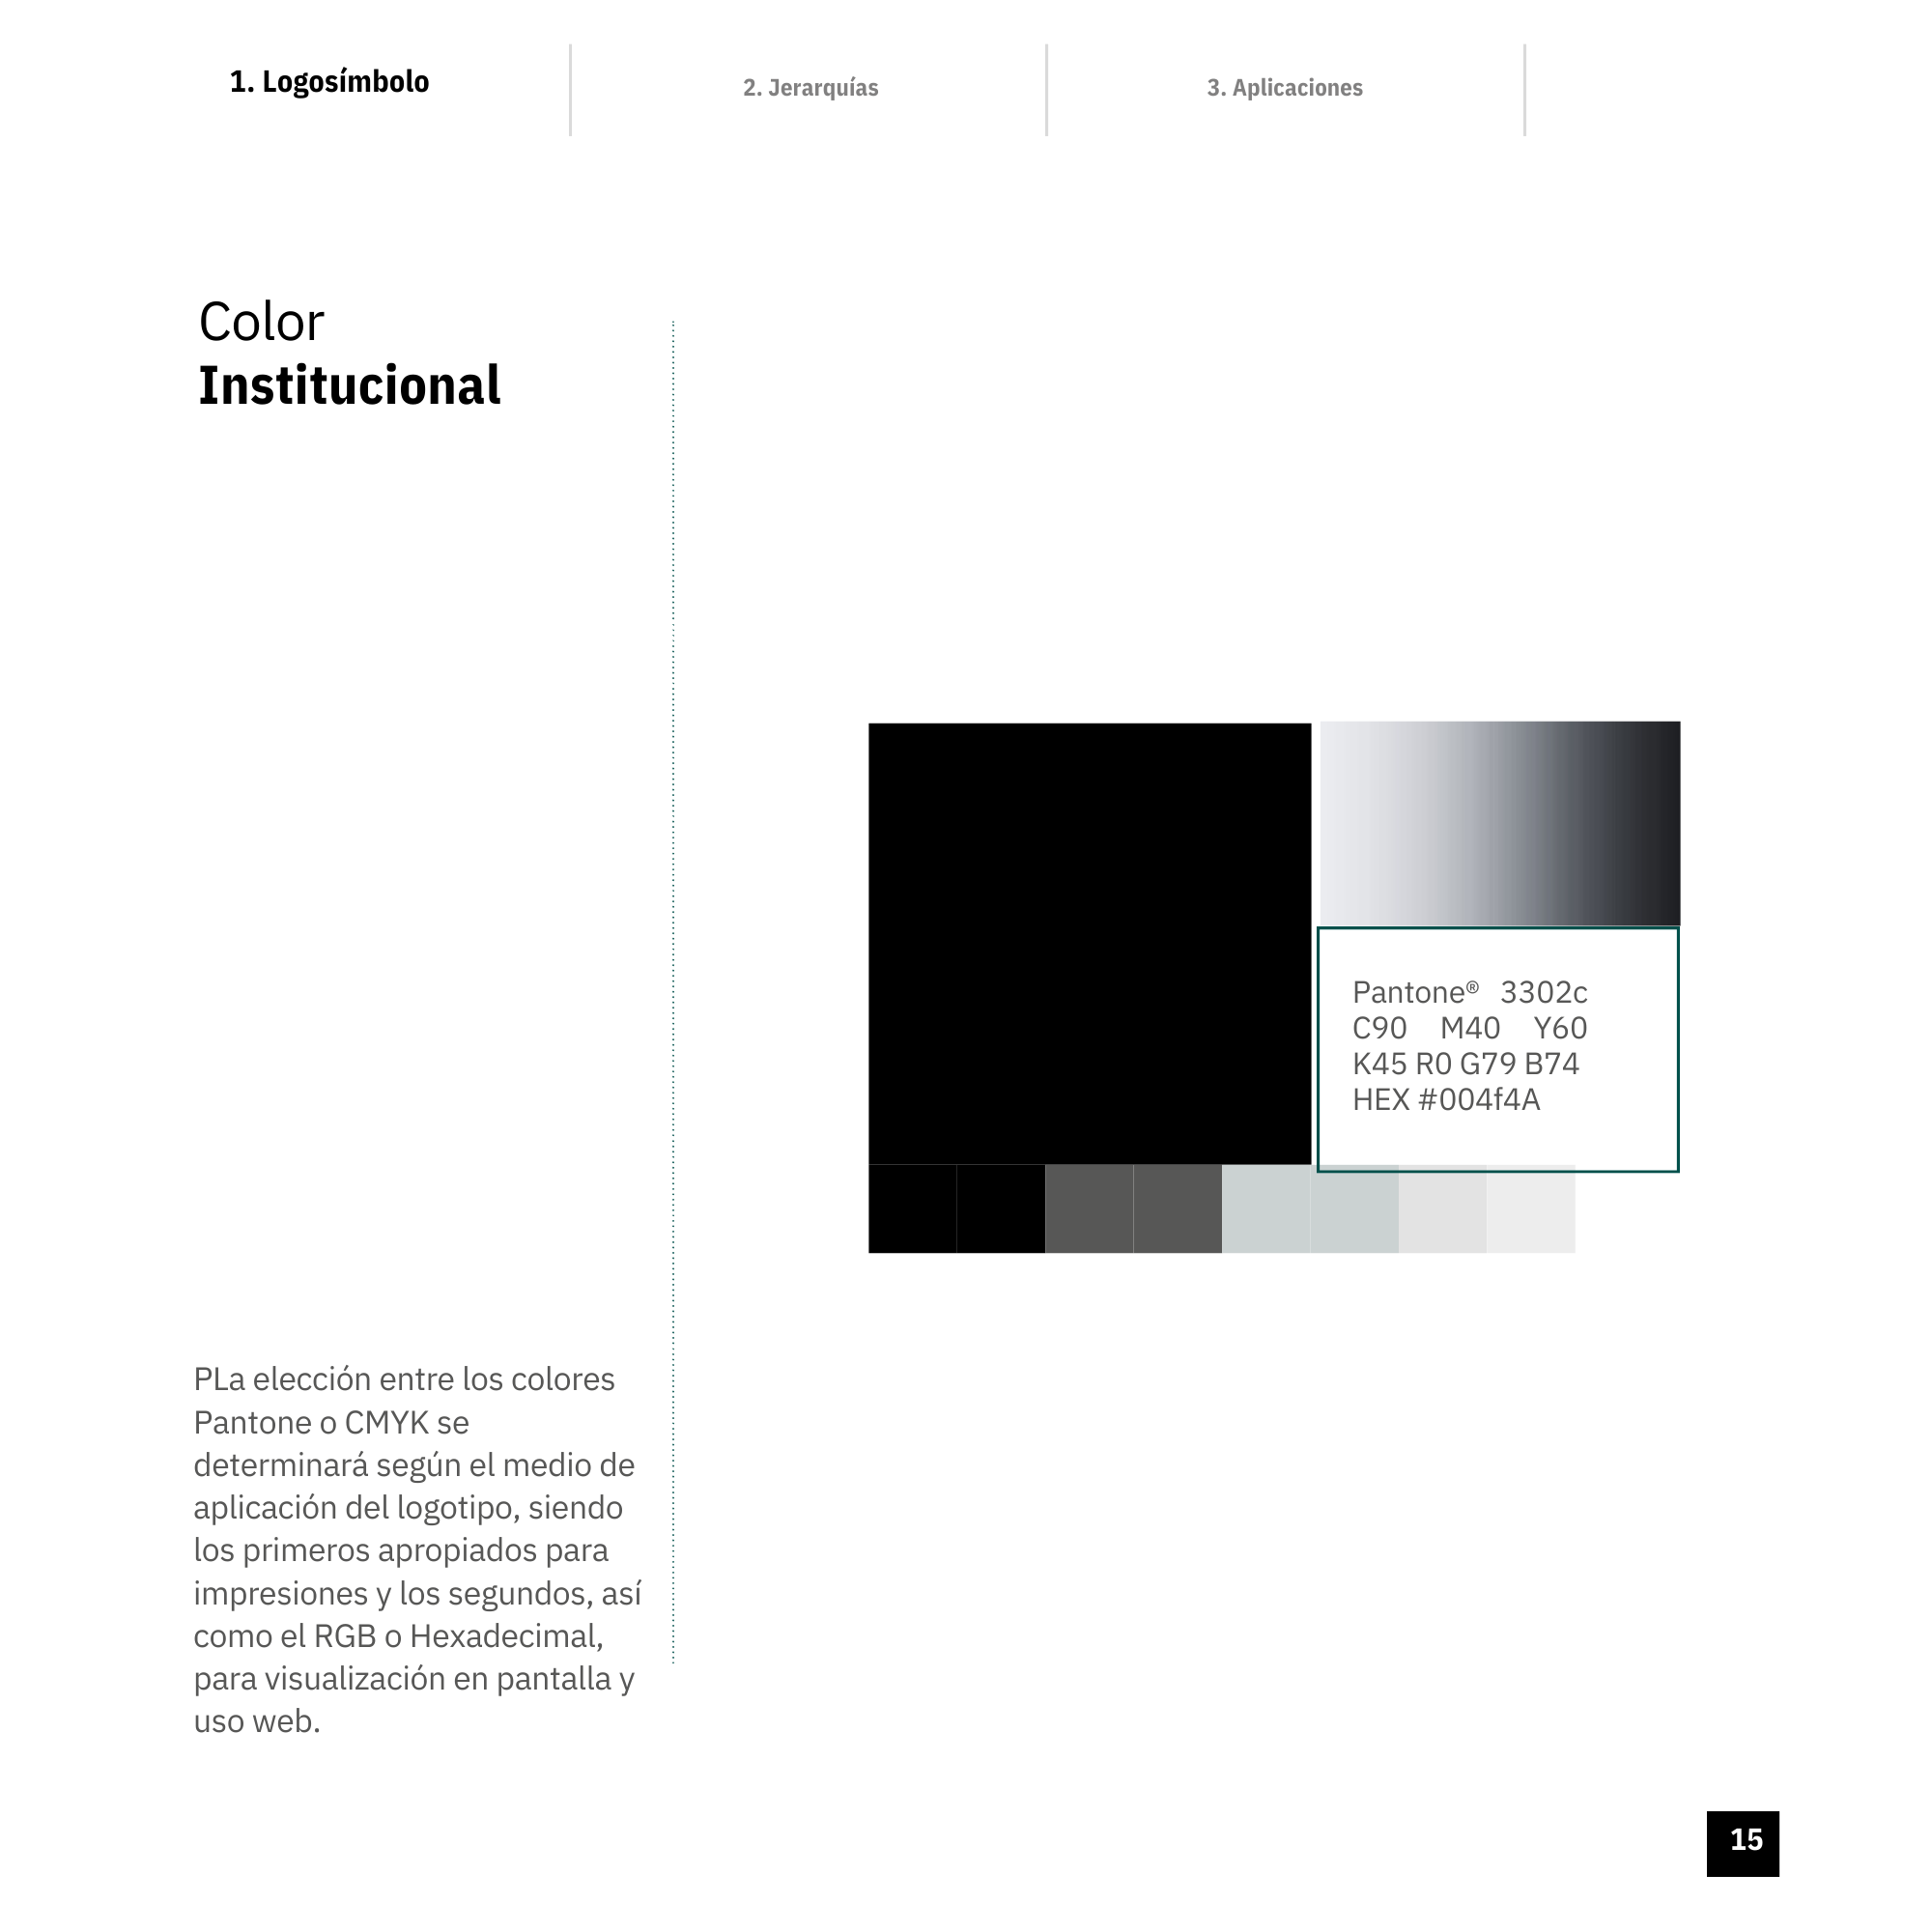 1. Logosímbolo
2. Jerarquías
3. Aplicaciones
Color
Institucional
Pantone® 3302c
C90 M40 Y60
K45 R0 G79 B74
HEX #004f4A
PLa elección entre los colores
Pantone o CMYK se
determinará según el medio de
aplicación del logotipo, siendo
los primeros apropiados para
impresiones y los segundos, así
como el RGB o Hexadecimal,
para visualización en pantalla y
uso web.
15